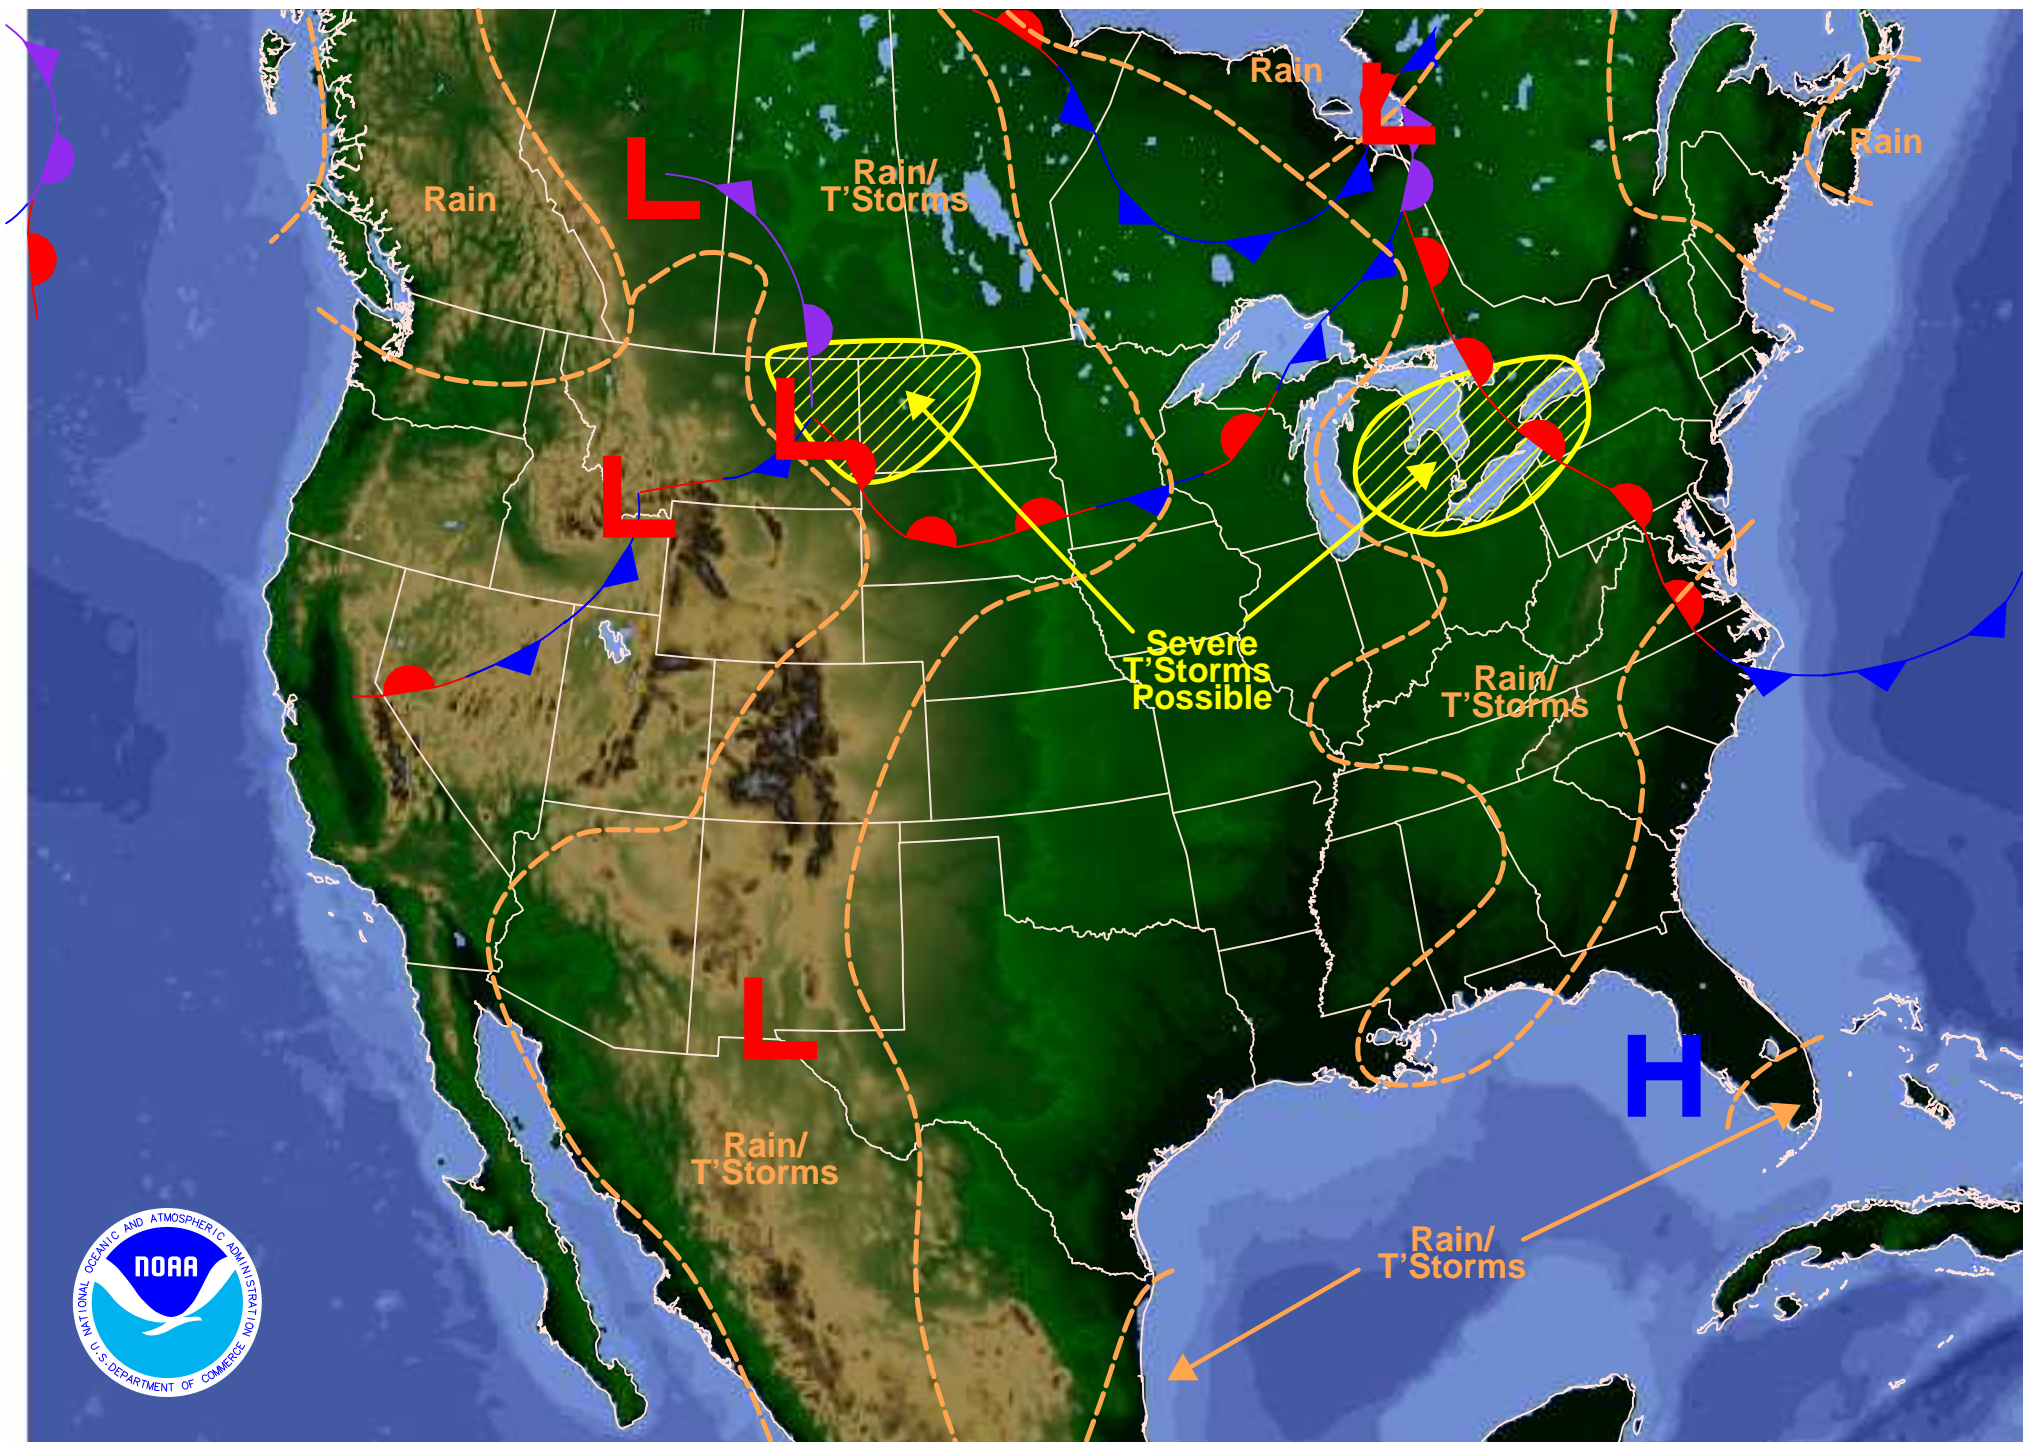 Rain
L
Rain
Rain
L
Rain/
T'Storms
Rain
L
L
Severe
T'Storms
Possible
Rain/
T'Storms
L
H
Rain/
T'Storms
Rain/
T'Storms
NATIONAL OCEANIC AND ATMOSPHERIC ADMINISTRATION
NOAA
U.S. DEPARTMENT OF COMMERCE